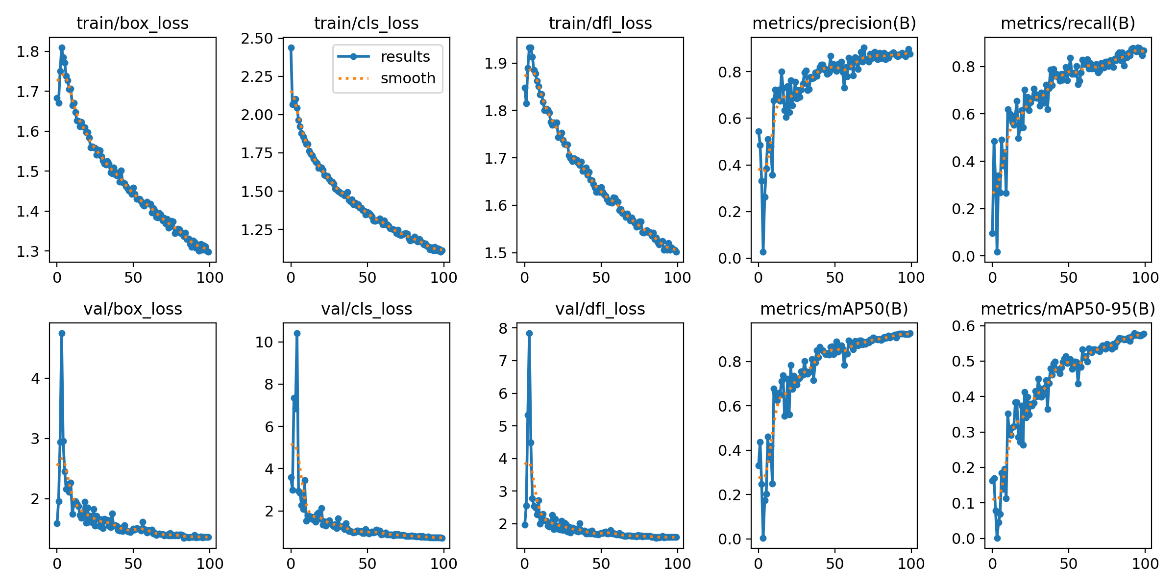 train/box_loss
train/cls_loss
train/dfl_loss
metrics/precision(B)
metrics/recall(B)
1.8
1.7
1.6
1.5
1.4
1.3
0 50 100
2.50
2.25
2.00
1.75
1.50
1.25
0 50 100
results
smooth
1.9
1.8
1.7
1.6
1.5
0 50 100
0.8
0.6
0.4
0.2
0.0
0 50 100
0.8
0.6
0.4
0.2
0.0
0 50 100
val/box_loss
val/cls_loss
val/dfl_loss
metrics/mAP50(B)
metrics/mAP50-95(B)
4
3
2
0 50 100
10
8
6
4
2
0 50 100
8
7
6
5
4
3
2
0 50 100
0.8
0.6
0.4
0.2
0.0
0 50 100
0.6
0.5
0.4
0.3
0.2
0.1
0.0
0 50 100